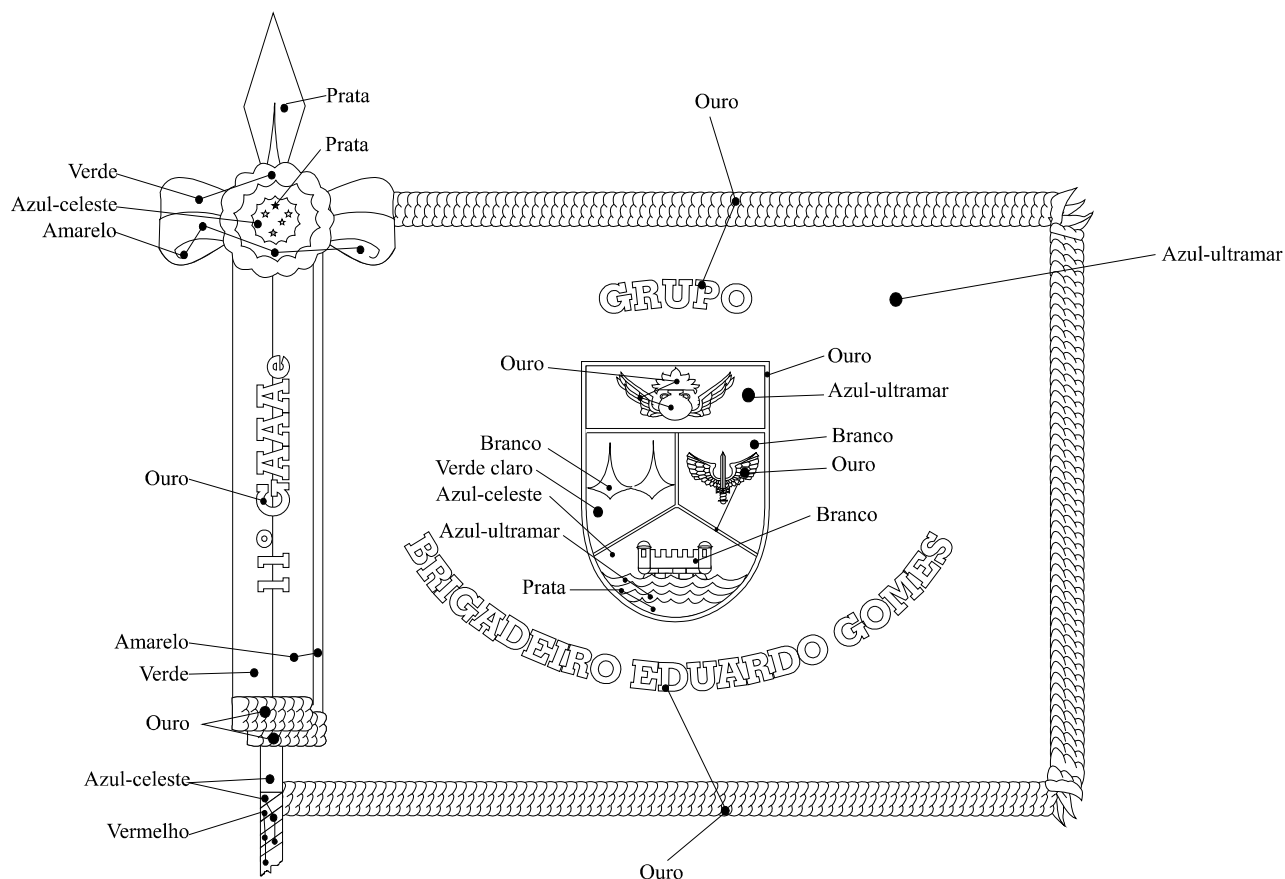 Prata
Ouro
Prata
Verde
Azul-celeste
Amarelo
Azul-ultramar
GRUPO
Ouro
Ouro
Azul-ultramar
Branco
Branco
Verde claro
Ouro
Azul-celeste
Branco
Azul-ultramar
Prata
11º GAAAe
Ouro
BRIGADEIRO EDUARDO GOMES
Amarelo
Verde
Ouro
Azul-celeste
Vermelho
Ouro